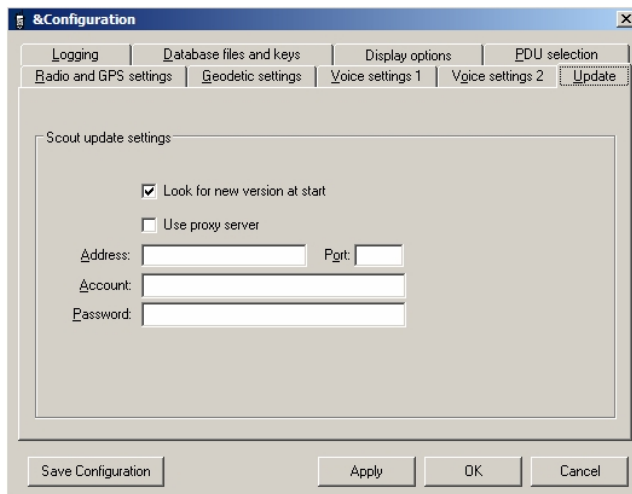 &Configuration
Logging Database files and keys Display options PDU selection
Radio and GPS settings Geodetic settings Voice settings 1 Voice settings 2 Update
Scout update settings
Look for new version at start
Use proxy server
Address: Port:
Account:
Password:
Save Configuration Apply OK Cancel